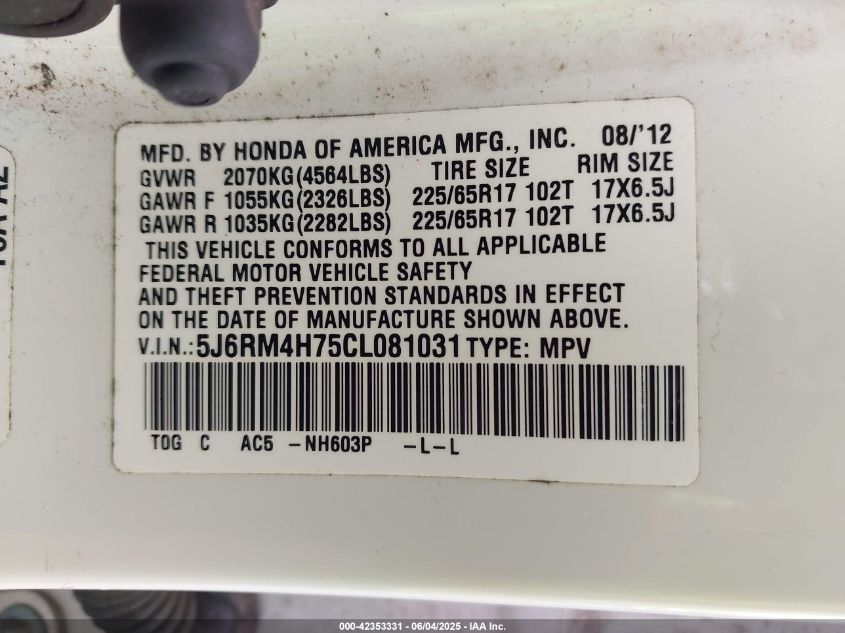 MFD. BY HONDA OF AMERICA MFG., INC. 08/'12
GVWR 2070KG(4564LBS) TIRE SIZE RIM SIZE
GAWR F 1055KG(2326LBS) 225/65R17 102T 17X6.5J
GAWR R 1035KG(2282LBS) 225/65R17 102T 17X6.5J
THIS VEHICLE CONFORMS TO ALL APPLICABLE
FEDERAL MOTOR VEHICLE SAFETY
AND THEFT PREVENTION STANDARDS IN EFFECT
ON THE DATE OF MANUFACTURE SHOWN ABOVE.
V.I.N.: 5J6RM4H75CL081031 TYPE: MPV
T0G C AC5 -NH603P -L-L
000-42353331 - 06/04/2025 - IAA Inc.